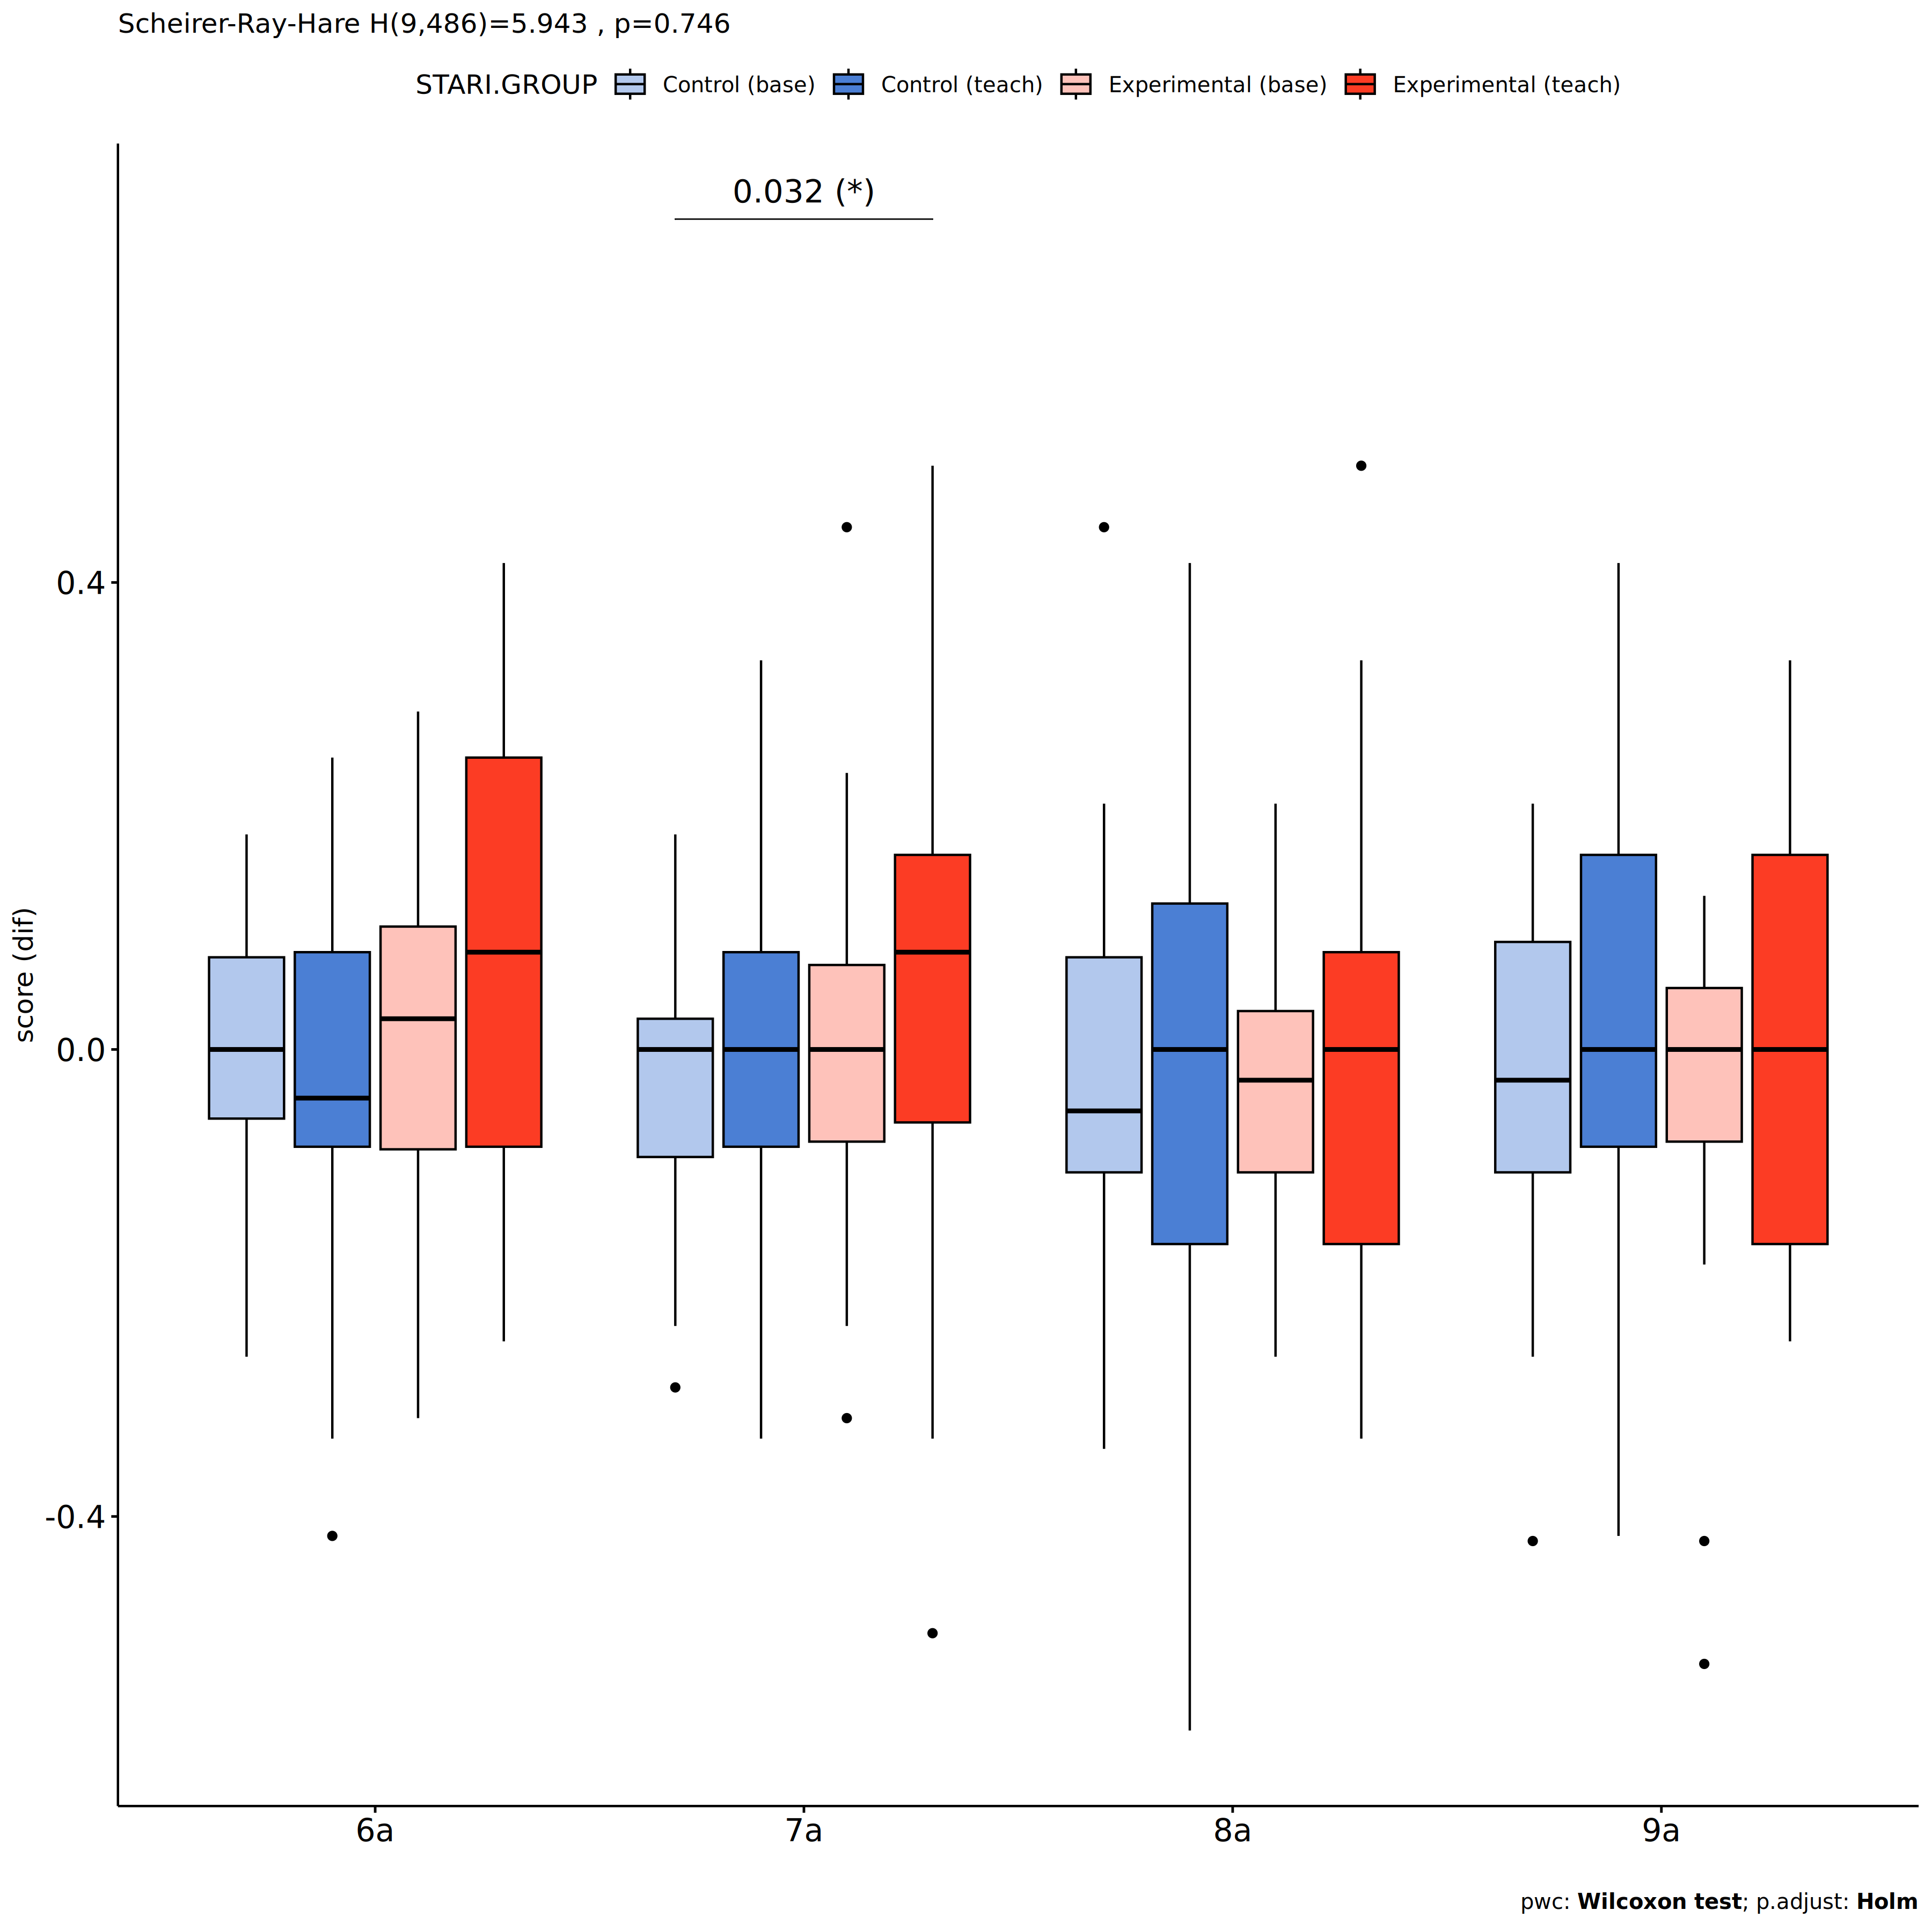 Scheirer-Ray-Hare H(9,486)=5.943 , p=0.746
STARI.GROUP Control (base) Control (teach) Experimental (base) Experimental (teach)
0.032 (*)
0.4
0.0
-0.4
score (dif)
6a 7a 8a 9a
pwc: Wilcoxon test; p.adjust: Holm